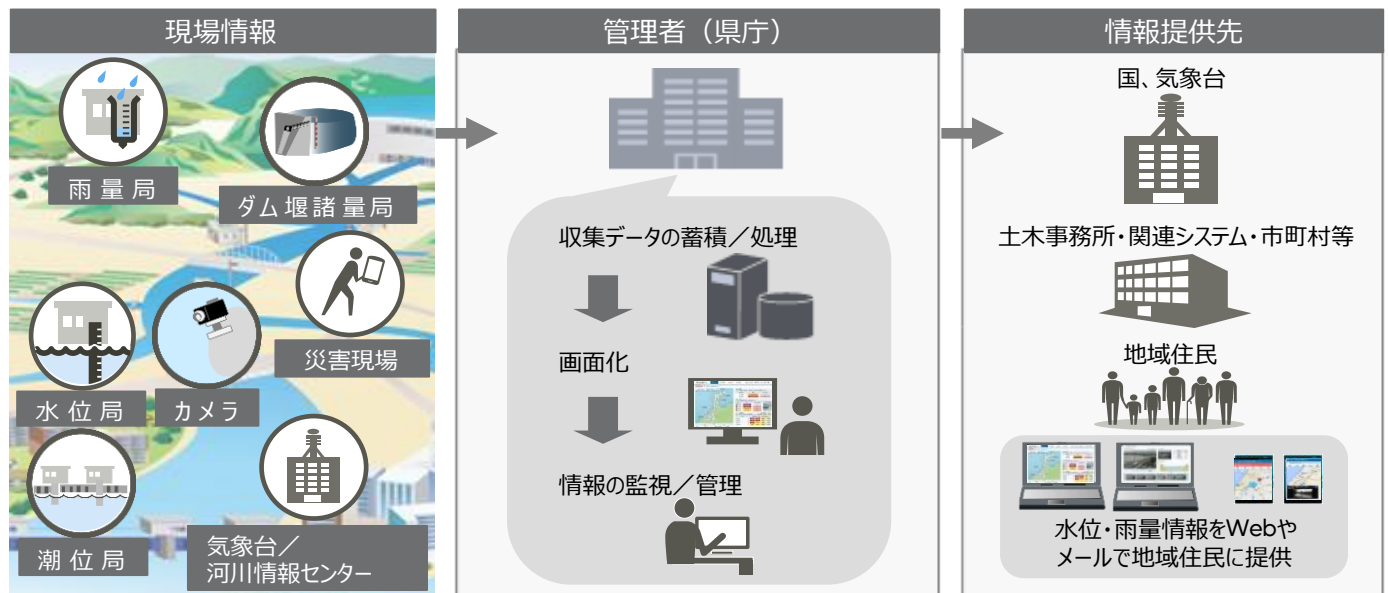 現場情報
雨量局
ダム堰諸量局
災害現場
水位局
カメラ
潮位局
気象台／
河川情報センター
管理者（県庁）
収集データの蓄積／処理
画面化
情報の監視／管理
情報提供先
国、気象台
土木事務所・関連システム・市町村等
地域住民
水位・雨量情報をWebや
メールで地域住民に提供